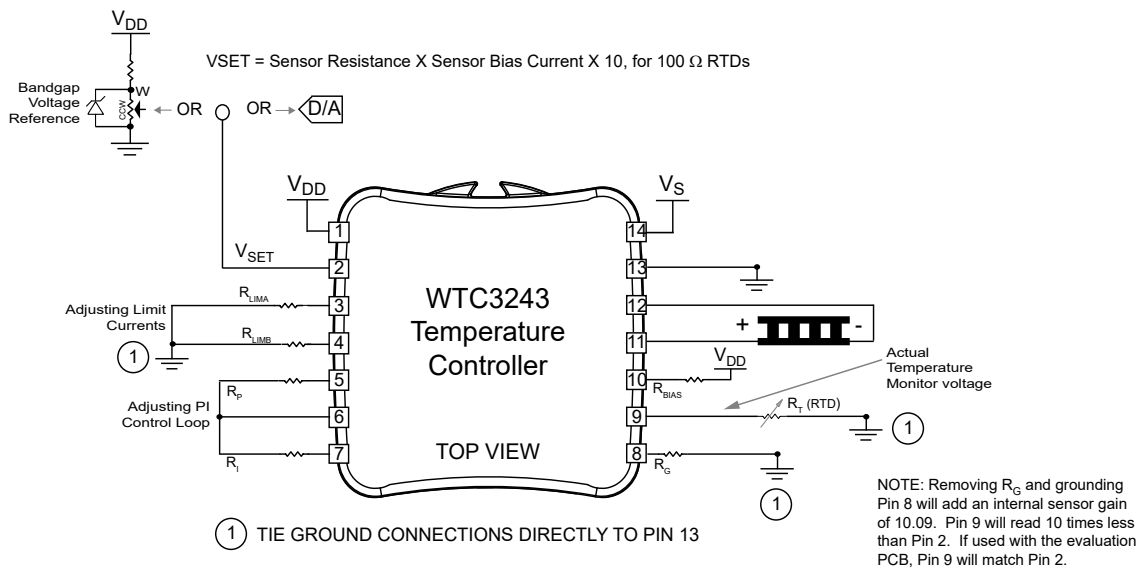 VDD
VSET = Sensor Resistance X Sensor Bias Current X 10, for 100 Ω RTDs
Bandgap
Voltage
Reference
W
CCW
OR
OR
D/A
VDD
VS
1
14
VSET
2
13
Adjusting Limit
Currents
1
RLIMA
3
RLIMB
4
12
11
+
-
WTC3243
Temperature
Controller
TOP VIEW
Adjusting PI
Control Loop
RP
5
6
RI
7
10
RBIAS
VDD
Actual
Temperature
Monitor voltage
9
RT (RTD)
1
8
RG
1
1 TIE GROUND CONNECTIONS DIRECTLY TO PIN 13
NOTE: Removing RG and grounding
Pin 8 will add an internal sensor gain
of 10.09. Pin 9 will read 10 times less
than Pin 2. If used with the evaluation
PCB, Pin 9 will match Pin 2.